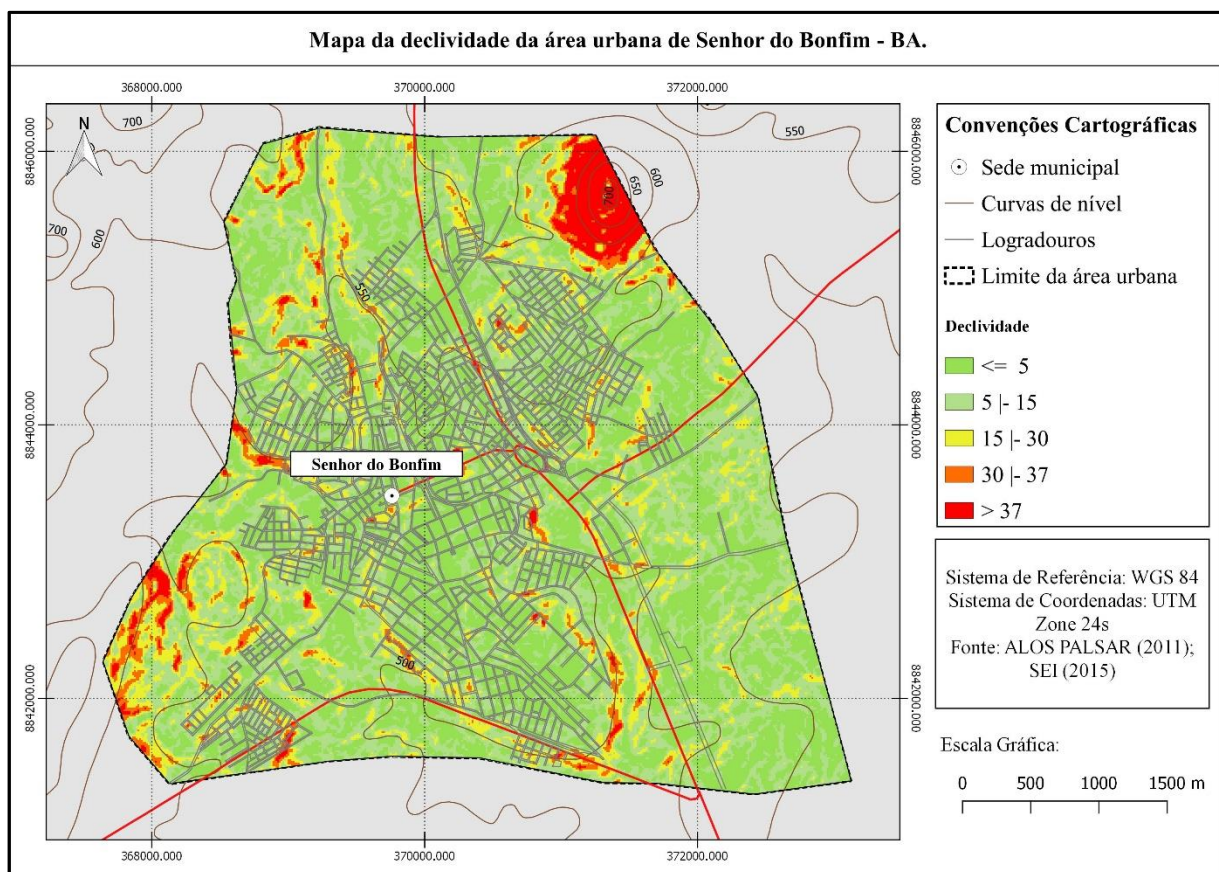 Mapa da declividade da área urbana de Senhor do Bonfim - BA.
368000.000 370000.000 372000.000
N
700
550
600
650
700
8846000.000
8846000.000
700
600
550
8844000.000
8844000.000
Senhor do Bonfim
500
8842000.000
8842000.000
368000.000 370000.000 372000.000
Convenções Cartográficas
Sede municipal
Curvas de nível
Logradouros
Limite da área urbana
Declividade
<= 5
5 |- 15
15 |- 30
30 |- 37
> 37
Sistema de Referência: WGS 84
Sistema de Coordenadas: UTM
Zone 24s
Fonte: ALOS PALSAR (2011);
SEI (2015)
Escala Gráfica:
0 500 1000 1500 m